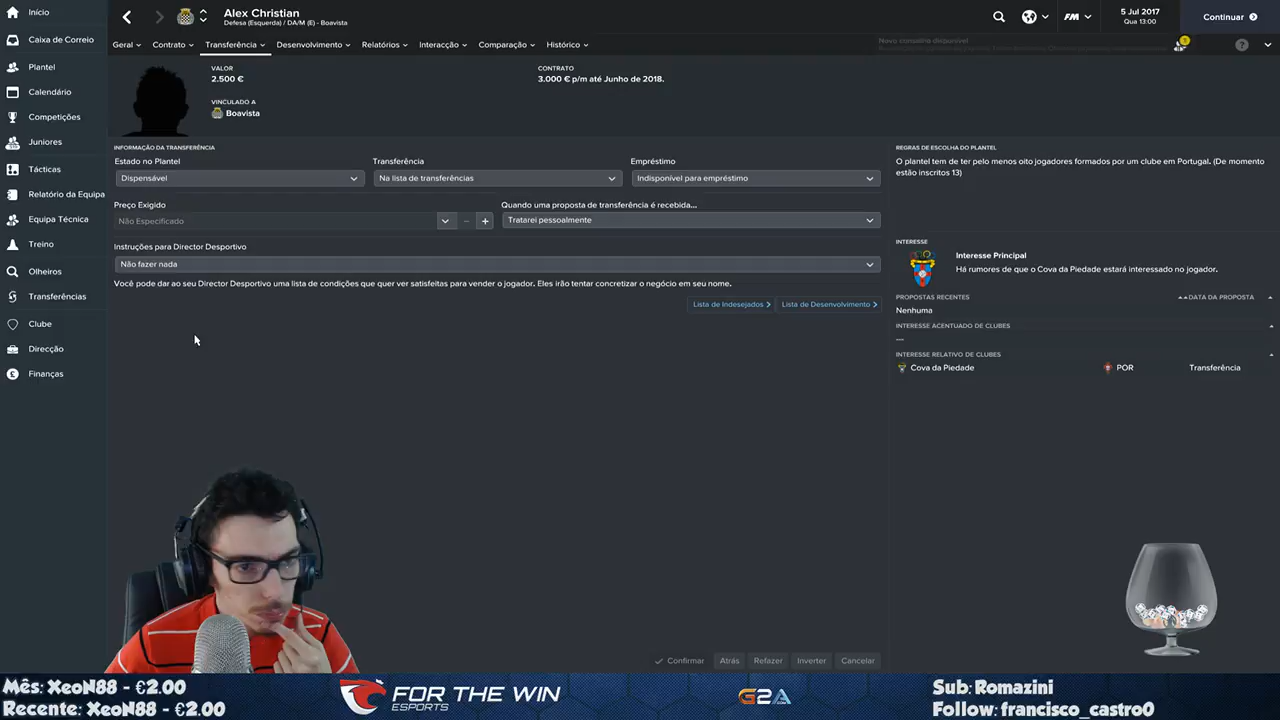 Início
Caixa de Correio
Plantel
Calendário
Competições
Juniores
Tácticas
Relatório da Equipa
Equipa Técnica
Treino
Olheiros
Transferências
Clube
Direcção
Finanças
Alex Christian
Defesa (Esquerda) / DA/M (E) - Boavista
FM
5 Jul 2017
Qua 13:00
Continuar
Geral
Contrato
Transferência
Desenvolvimento
Relatórios
Interacção
Comparação
Histórico
Novo conselho disponível
VALOR
2.500 €
VINCULADO A
Boavista
CONTRATO
3.000 € p/m até Junho de 2018.
INFORMAÇÃO DA TRANSFERÊNCIA
Estado no Plantel
Transferência
Empréstimo
Dispensável
Na lista de transferências
Indisponível para empréstimo
Preço Exigido
Quando uma proposta de transferência é recebida...
Não Especificado
Tratarei pessoalmente
Instruções para Director Desportivo
Não fazer nada
Você pode dar ao seu Director Desportivo uma lista de condições que quer ver satisfeitas para vender o jogador. Eles irão tentar concretizar o negócio em seu nome.
Lista de Indesejados
Lista de Desenvolvimento
REGRAS DE ESCOLHA DO PLANTEL
O plantel tem de ter pelo menos oito jogadores formados por um clube em Portugal. (De momento
estão inscritos 13)
INTERESSE
Interesse Principal
Há rumores de que o Cova da Piedade estará interessado no jogador.
PROPOSTAS RECENTES
DATA DA PROPOSTA
Nenhuma
INTERESSE ACENTUADO DE CLUBES
---
INTERESSE RELATIVO DE CLUBES
Cova da Piedade
POR
Transferência
Confirmar
Atrás
Refazer
Inverter
Cancelar
Mês: XeoN88 - €2.00
Recente: XeoN88 - €2.00
FOR THE WIN
ESPORTS
G2A
.COM
Sub: Romazini
Follow: francisco_castro0